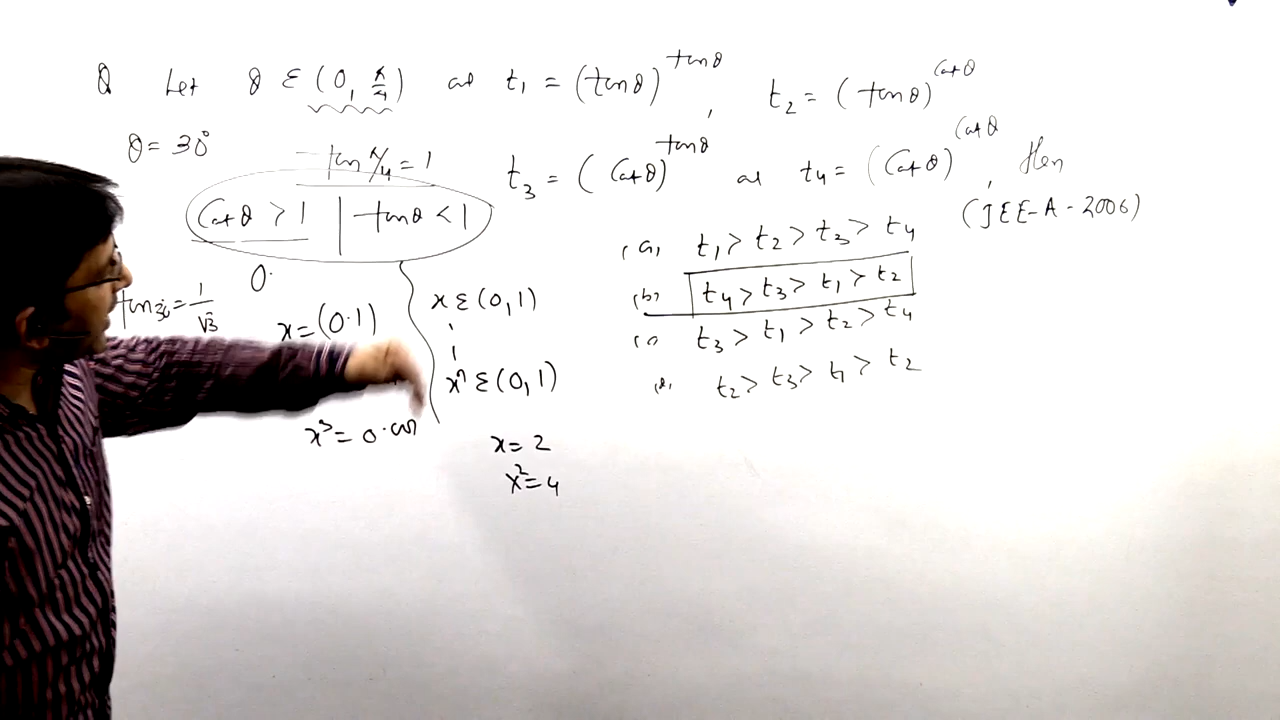 Q Let θ ε (0, π/4) and t₁ = (tanθ)^tanθ, t₂ = (tanθ)^cotθ
θ = 30°
tan π/4 = 1
t₃ = (cotθ)^tanθ and t₄ = (cotθ)^cotθ, then
(JEE-A-2006)
cotθ > 1 | tanθ < 1
0.
tan30 = 1/√3
x = (0.1)
x³ = 0.001
x ε (0,1)
xⁿ ε (0,1)
x = 2
x² = 4
(a) t₁ > t₂ > t₃ > t₄
(b) t₄ > t₃ > t₁ > t₂
(c) t₃ > t₁ > t₂ > t₄
(d) t₂ > t₃ > t₁ > t₂